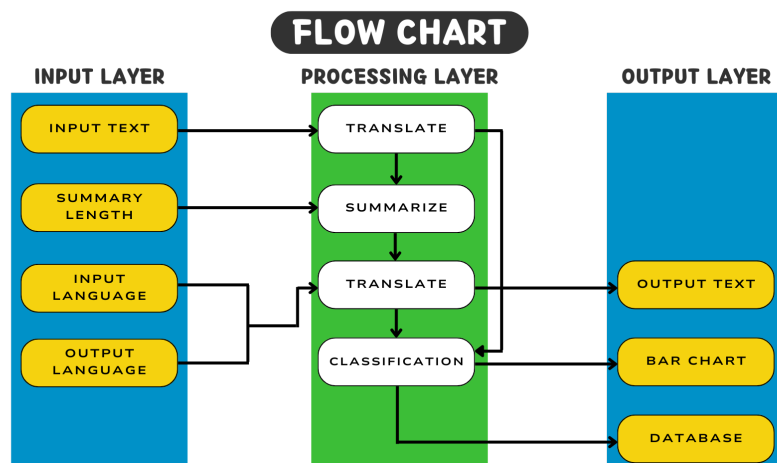 FLOW CHART
INPUT LAYER
PROCESSING LAYER
OUTPUT LAYER
INPUT TEXT
SUMMARY
LENGTH
INPUT
LANGUAGE
OUTPUT
LANGUAGE
TRANSLATE
SUMMARIZE
TRANSLATE
CLASSIFICATION
OUTPUT TEXT
BAR CHART
DATABASE